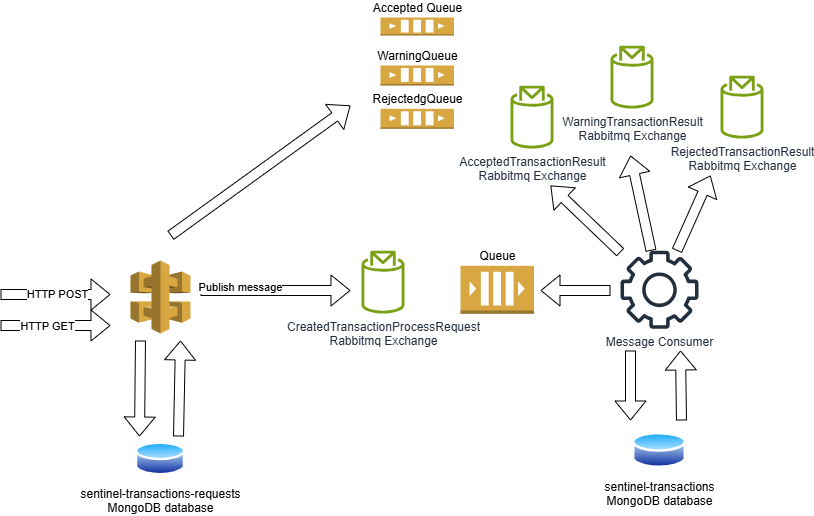 Accepted Queue
WarningQueue
RejectedgQueue
WarningTransactionResult
Rabbitmq Exchange
AcceptedTransactionResult
Rabbitmq Exchange
RejectedTransactionResult
Rabbitmq Exchange
HTTP POST
HTTP GET
Publish message
CreatedTransactionProcessRequest
Rabbitmq Exchange
Queue
Message Consumer
sentinel-transactions-requests
MongoDB database
sentinel-transactions
MongoDB database